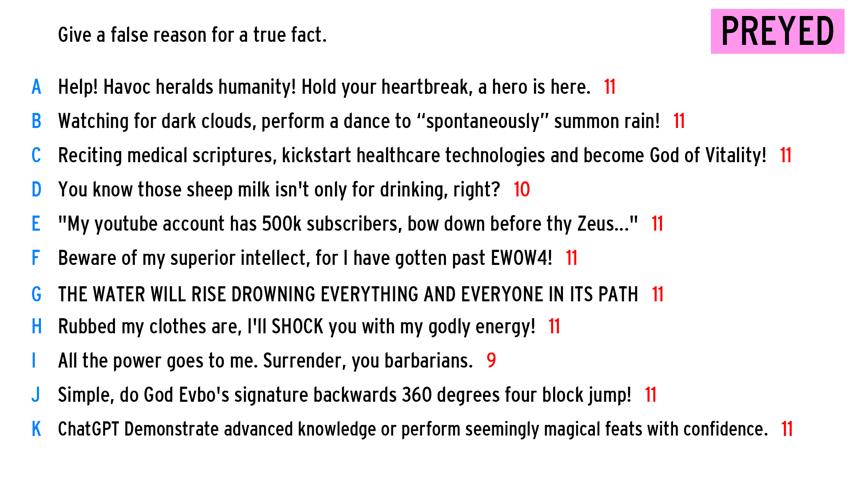 Give a false reason for a true fact.
PREYED
A Help! Havoc heralds humanity! Hold your heartbreak, a hero is here. 11
B Watching for dark clouds, perform a dance to “spontaneously” summon rain! 11
C Reciting medical scriptures, kickstart healthcare technologies and become God of Vitality! 11
D You know those sheep milk isn't only for drinking, right? 10
E "My youtube account has 500k subscribers, bow down before thy Zeus..." 11
F Beware of my superior intellect, for I have gotten past EWOW4! 11
G THE WATER WILL RISE DROWNING EVERYTHING AND EVERYONE IN ITS PATH 11
H Rubbed my clothes are, I'll SHOCK you with my godly energy! 11
I All the power goes to me. Surrender, you barbarians. 9
J Simple, do God Evbo's signature backwards 360 degrees four block jump! 11
K ChatGPT Demonstrate advanced knowledge or perform seemingly magical feats with confidence. 11